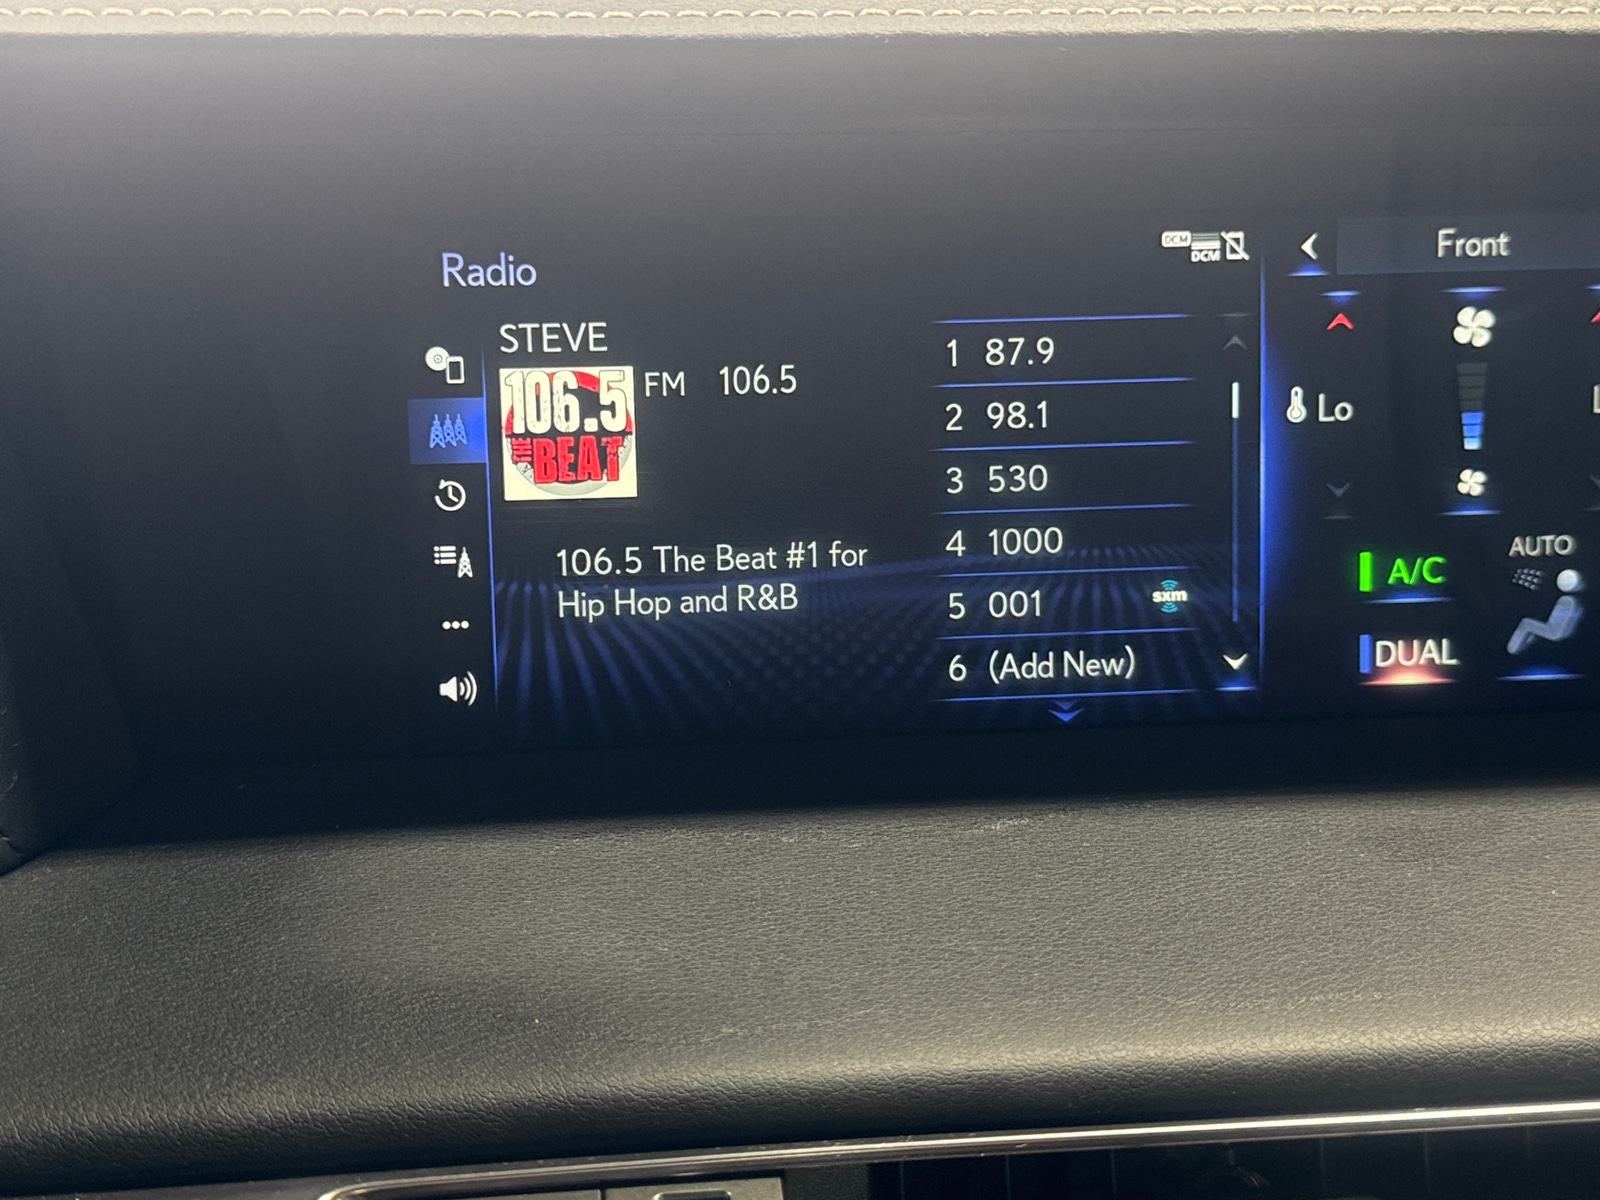 Radio
DCM
DCM
Front
STEVE
106.5
THE
BEAT
FM 106.5
106.5 The Beat #1 for
Hip Hop and R&B
1 87.9
2 98.1
3 530
4 1000
5 001 sxm
6 (Add New)
Lo
AUTO
A/C
DUAL